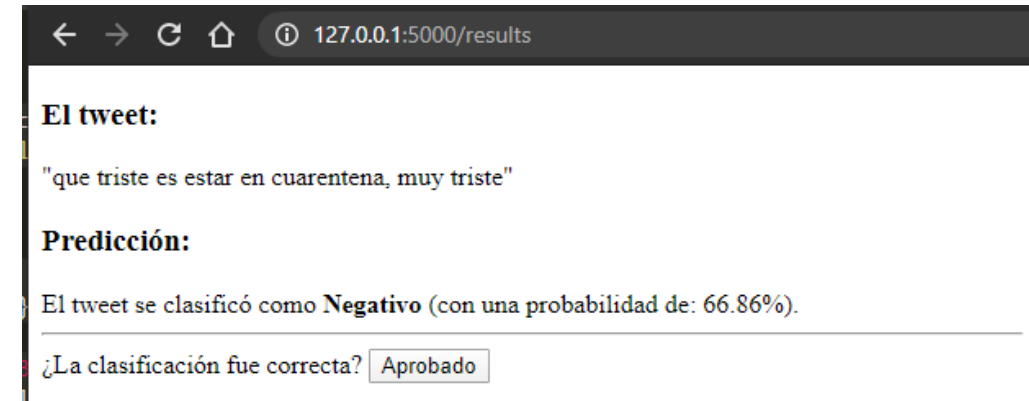 127.0.0.1:5000/results
El tweet:
"que triste es estar en cuarentena, muy triste"
Predicción:
El tweet se clasificó como Negativo (con una probabilidad de: 66.86%).
¿La clasificación fue correcta? Aprobado